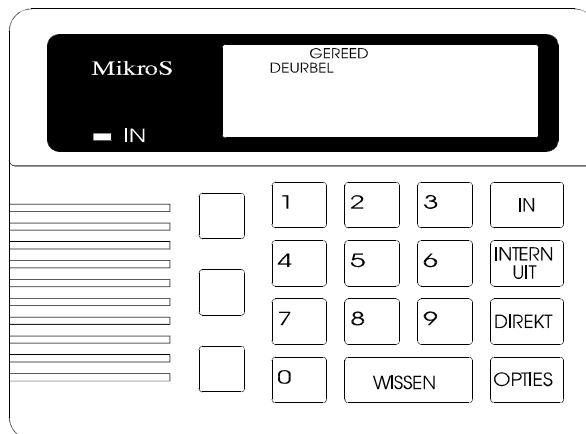 GEREED
MikroS DEURBEL
IN
1 2 3 IN
4 5 6 INTERN UIT
7 8 9 DIREKT
0 WISSEN OPTIES